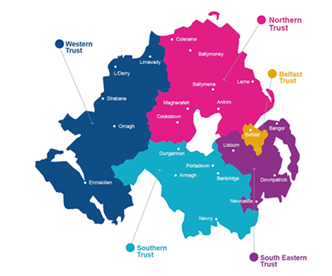 Northern
Trust
Western
Trust
Coleraine
Limavady
Ballymoney
L/Derry
Ballymena
Larne
Belfast
Trust
Strabane
Magherafelt
Antrim
Cookstown
Omagh
Bangor
Belfast
Dungannon
Lisburn
Portadown
Enniskillen
Armagh
Banbridge
Downpatrick
Newcastle
Newry
Southern
Trust
South Eastern
Trust